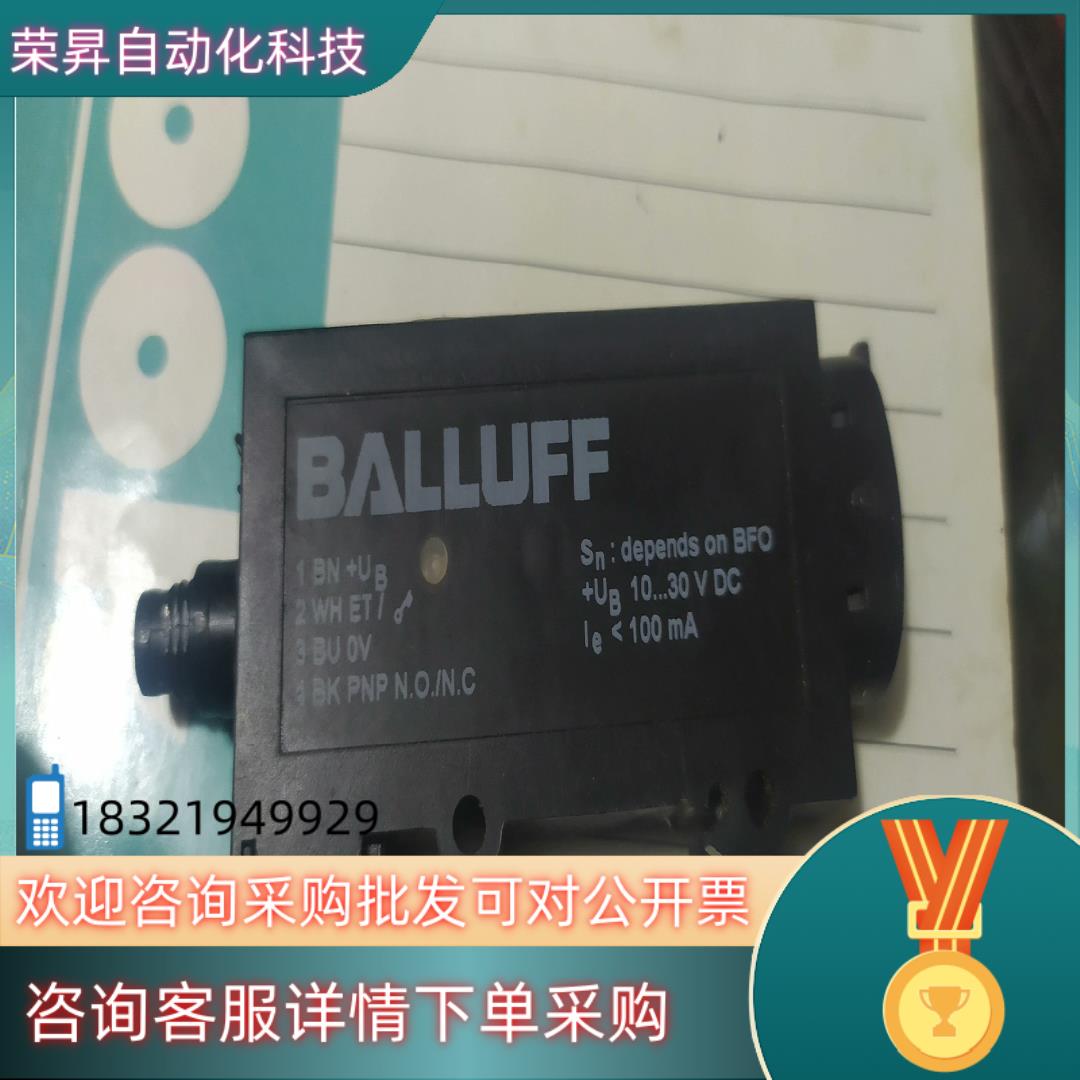 荣昇自动化科技
BALLUFF
1 BN +UB
2 WH ET /
3 BU 0V
4 BK PNP N.O./N.C
Sn : depends on BFO
+UB 10...30 V DC
Ie < 100 mA
18321949929
欢迎咨询采购批发可对公开票
咨询客服详情下单采购